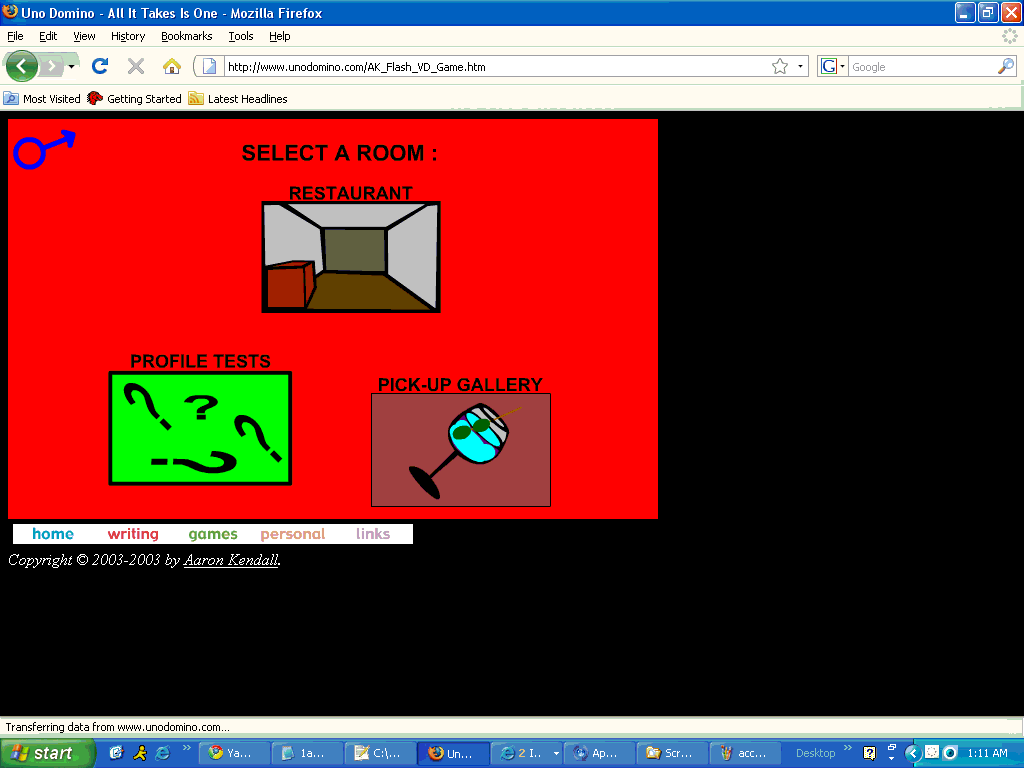 Uno Domino - All It Takes Is One - Mozilla Firefox
File Edit View History Bookmarks Tools Help
http://www.unodomino.com/AK_Flash_VD_Game.htm
G Google
Most Visited Getting Started Latest Headlines
SELECT A ROOM :
RESTAURANT
PROFILE TESTS
? ? ? ?
PICK-UP GALLERY
home writing games personal links
Copyright © 2003-2003 by Aaron Kendall.
Transferring data from www.unodomino.com...
start » Ya... 1a... C:\... Un... 2 I... Ap... Scr... acc... Desktop » ? 1:11 AM